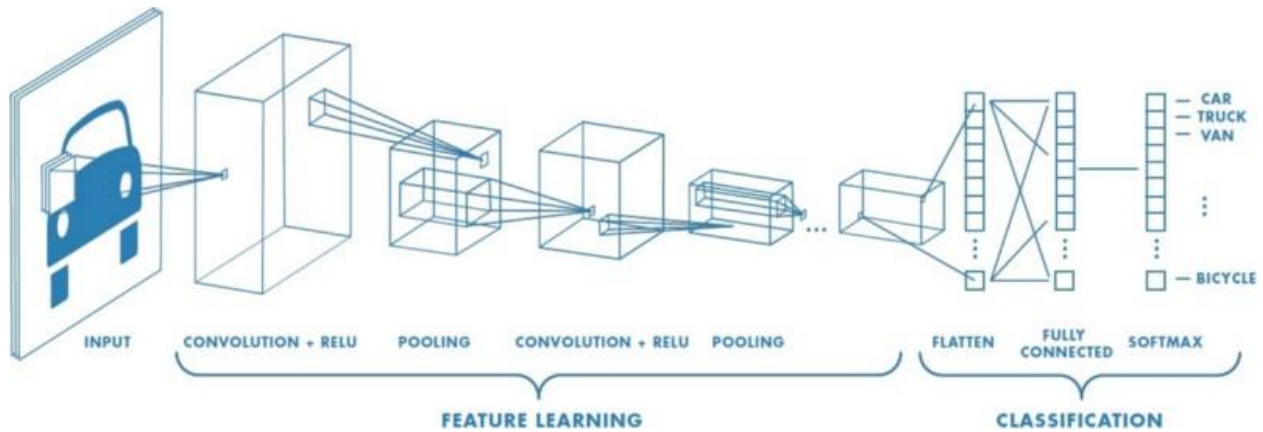 CAR
TRUCK
VAN
BICYCLE
INPUT
CONVOLUTION + RELU
POOLING
CONVOLUTION + RELU
POOLING
FLATTEN
FULLY
CONNECTED
SOFTMAX
FEATURE LEARNING
CLASSIFICATION